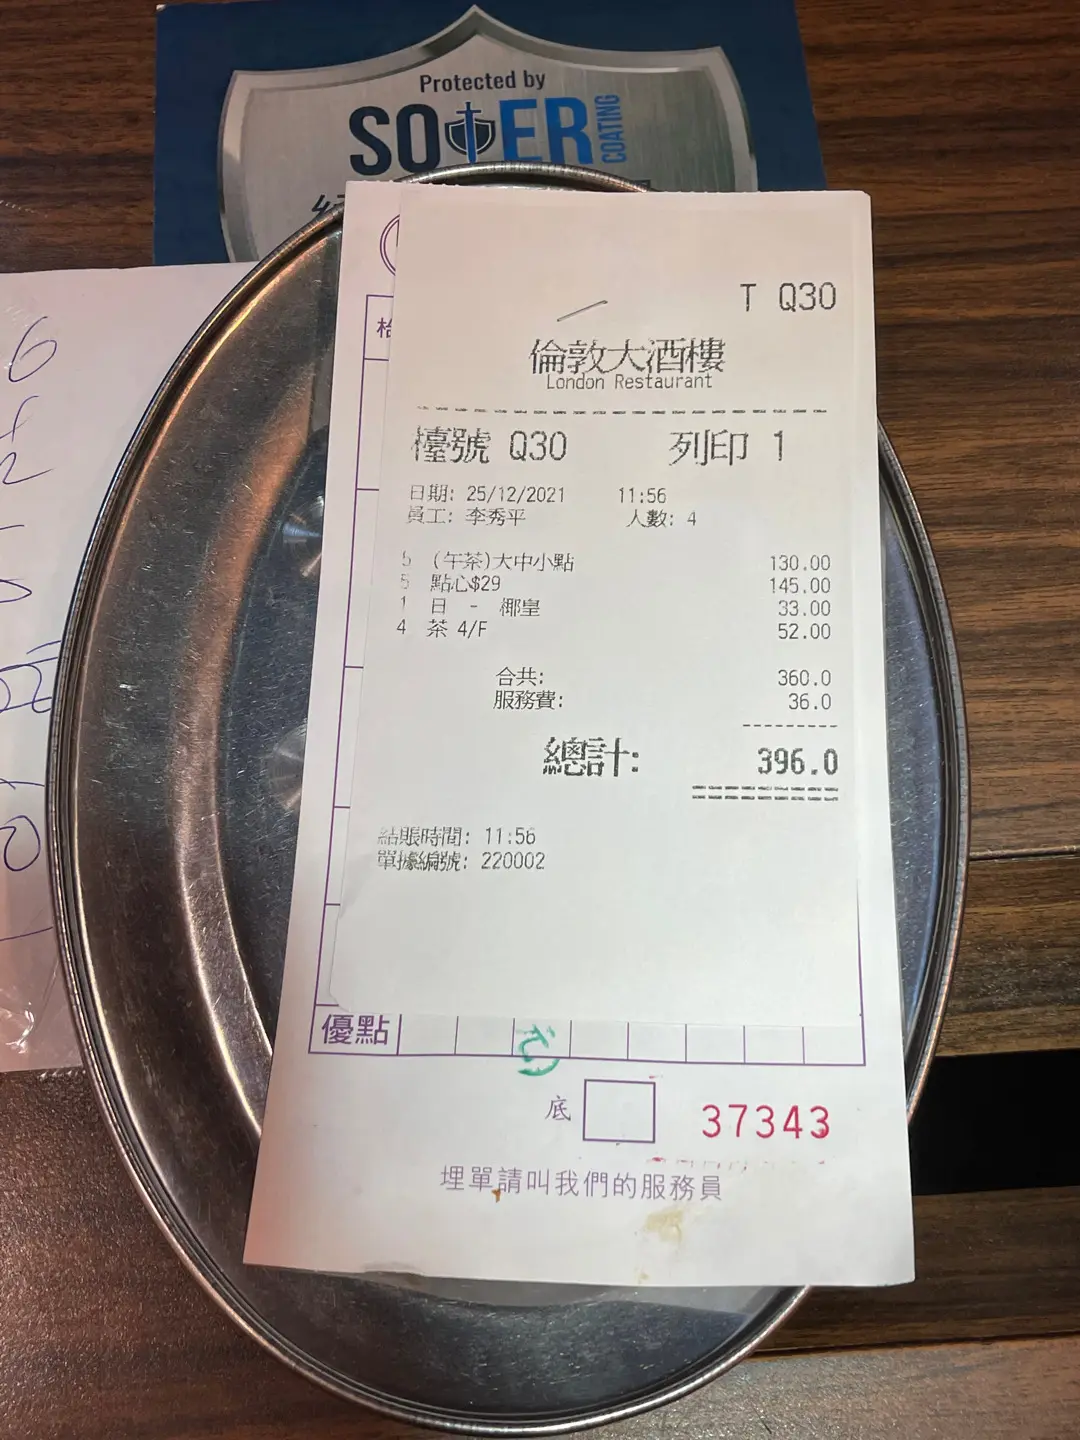 Protected by
SOTER COATING
T Q30
倫敦大酒樓
London Restaurant
檯號 Q30 列印 1
日期: 25/12/2021 11:56
員工: 李秀平 人數: 4
5 (午茶)大中小點 130.00
5 點心$29 145.00
1 日 - 椰皇 33.00
4 茶 4/F 52.00
合共: 360.0
服務費: 36.0
總計: 396.0
結賬時間: 11:56
單據編號: 220002
優點
底
37343
埋單請叫我們的服務員
6
2